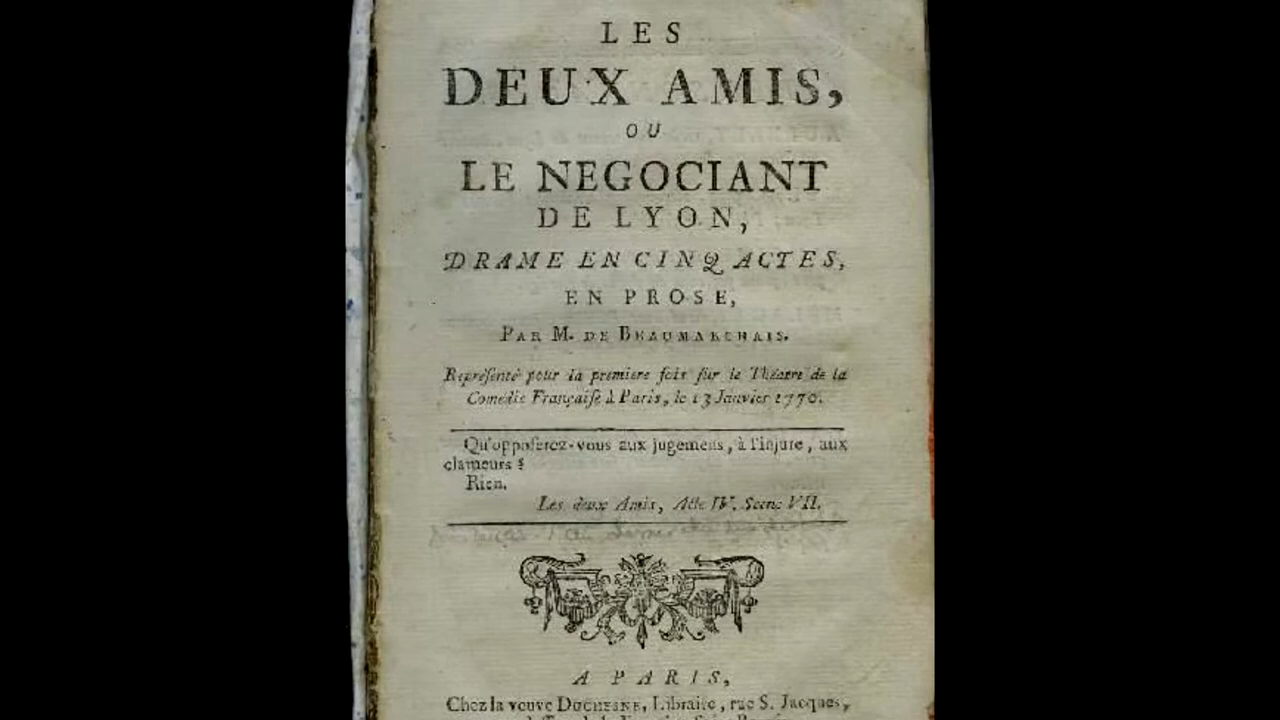 LES
DEUX AMIS,
OU
LE NEGOCIANT
DE LYON,
DRAME EN CINQ ACTES,
EN PROSE,
PAR M. DE BEAUMARCHAIS.
Représenté pour la premiere fois sur le Théatre de la
Comédie Française à Paris, le 13 Janvier 1770.
Qu'opposerez-vous aux jugemens, à l'injure, aux
clameurs ?
Rien.
Les deux Amis, Acte IV. Scene VII.
A PARIS,
Chez la veuve DUCHESNE, Libraire, rue S. Jacques,